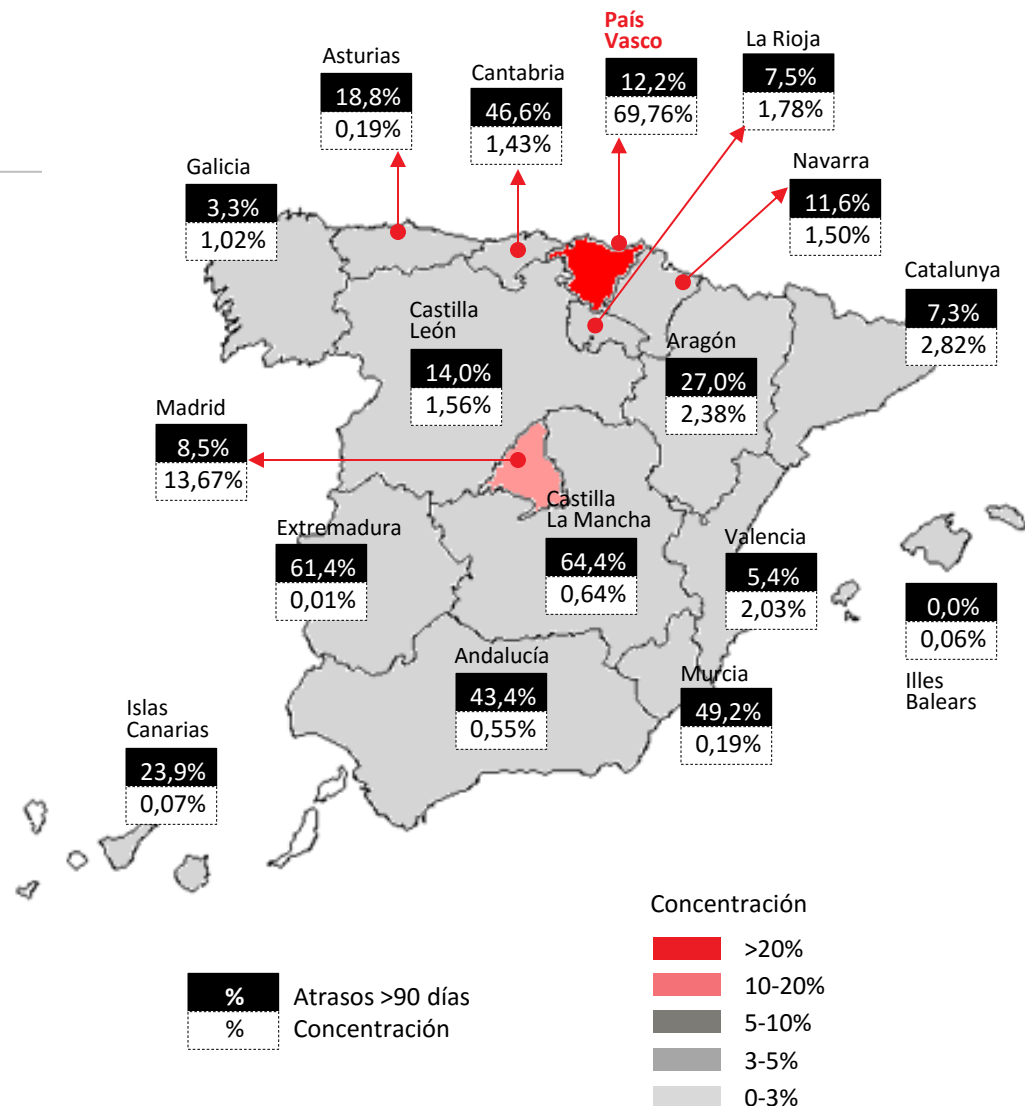 País
Vasco
12,2%
69,76%
La Rioja
7,5%
1,78%
Asturias
18,8%
0,19%
Cantabria
46,6%
1,43%
Navarra
11,6%
1,50%
Galicia
3,3%
1,02%
Catalunya
7,3%
2,82%
Castilla
León
14,0%
1,56%
Aragón
27,0%
2,38%
Madrid
8,5%
13,67%
Castilla
La Mancha
64,4%
0,64%
Extremadura
61,4%
0,01%
Valencia
5,4%
2,03%
0,0%
0,06%
Illes
Balears
Andalucía
43,4%
0,55%
Murcia
49,2%
0,19%
Islas
Canarias
23,9%
0,07%
% Atrasos >90 días
% Concentración
Concentración
>20%
10-20%
5-10%
3-5%
0-3%